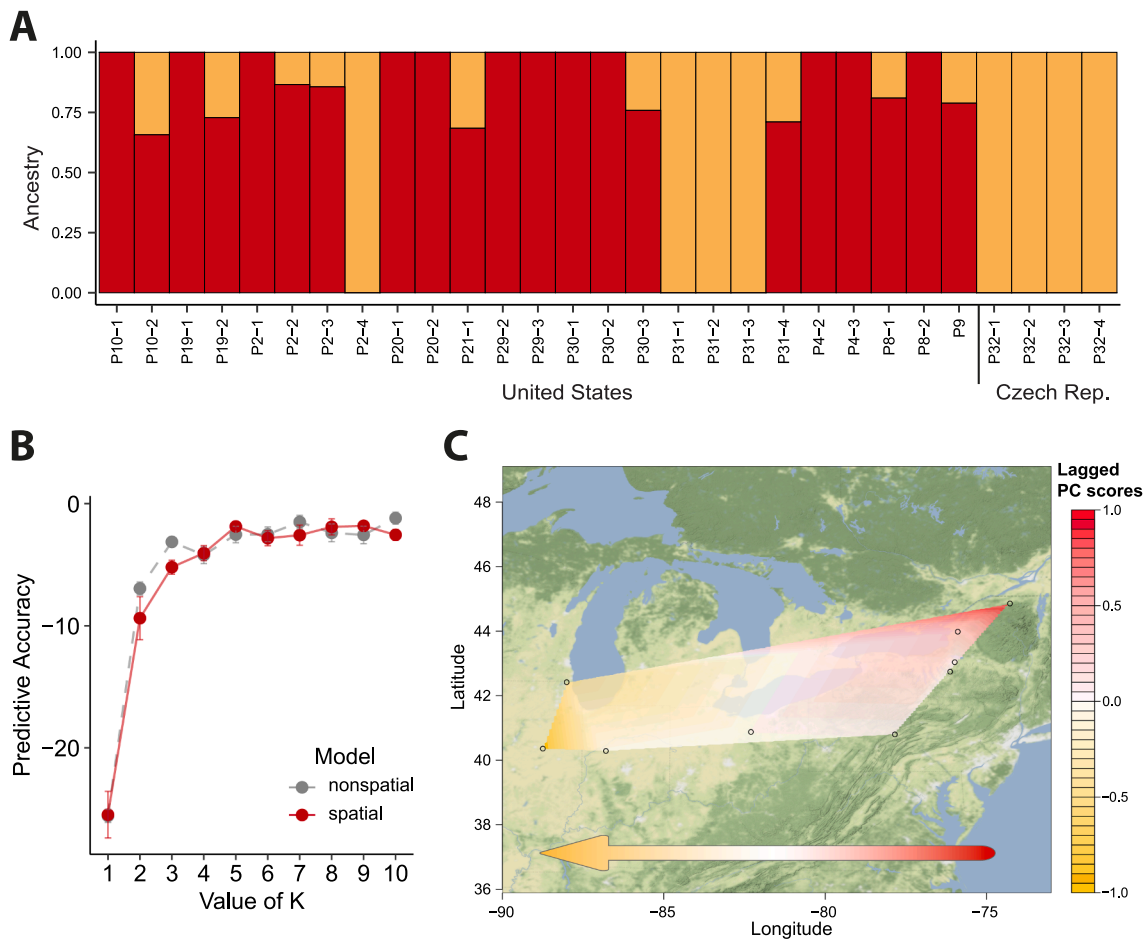 A
Ancestry
1.00
0.75
0.50
0.25
0.00
P10−1
P10−2
P19−1
P19−2
P2−1
P2−2
P2−3
P2−4
P20−1
P20−2
P21−1
P29−2
P29−3
P30−1
P30−2
P30−3
P31−1
P31−2
P31−3
P31−4
P4−2
P4−3
P8−1
P8−2
P9
P32−1
P32−2
P32−3
P32−4
United States
Czech Rep.
B
Predictive Accuracy
0
−10
−20
Model
nonspatial
spatial
1 2 3 4 5 6 7 8 9 10
Value of K
C
Latitude
48
46
44
42
40
38
36
−90 −85 −80 −75
Longitude
Lagged
PC scores
1.0
0.5
0.0
−0.5
−1.0